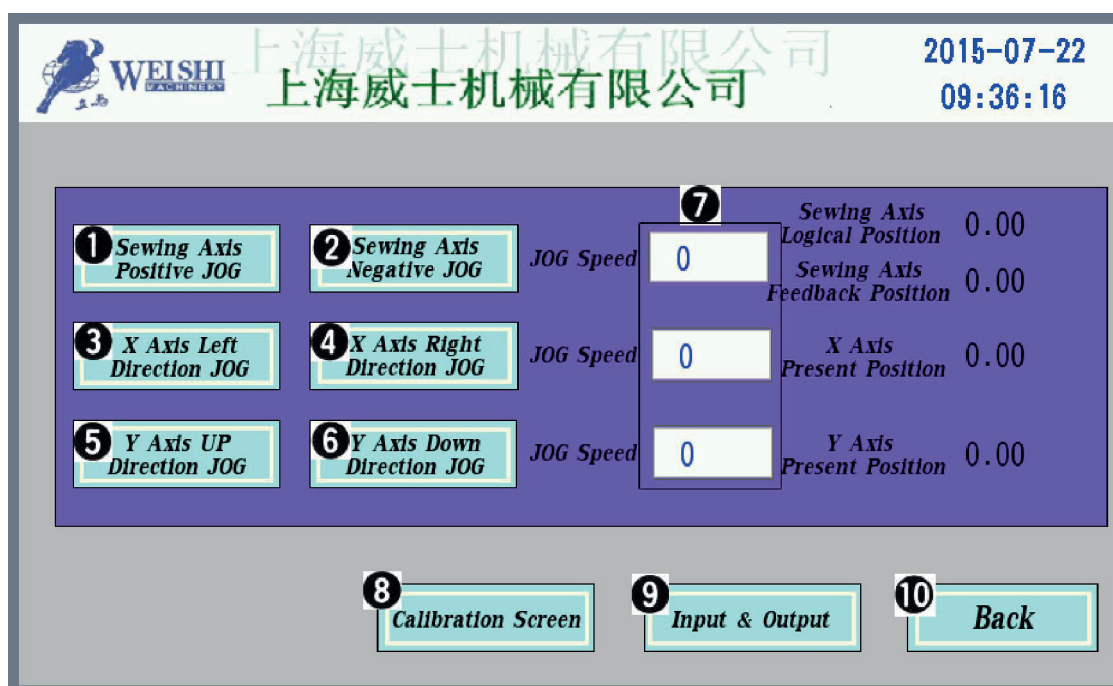 WEISHI
MACHINERY
立马
上海威士机械有限公司
上海威士机械有限公司
2015-07-22
09:36:16
7
1
Sewing Axis
Positive JOG
2
Sewing Axis
Negative JOG
JOG Speed
0
Sewing Axis
Logical Position
0.00
Sewing Axis
Feedback Position
0.00
3
X Axis Left
Direction JOG
4
X Axis Right
Direction JOG
JOG Speed
0
X Axis
Present Position
0.00
5
Y Axis UP
Direction JOG
6
Y Axis Down
Direction JOG
JOG Speed
0
Y Axis
Present Position
0.00
8
Calibration Screen
9
Input & Output
10
Back